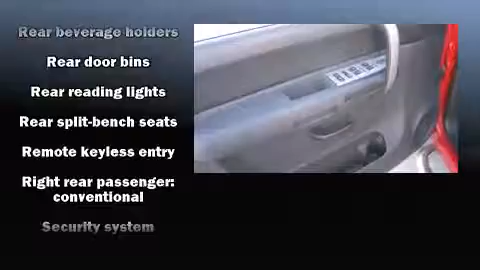 Rear beverage holders
Rear door bins
Rear reading lights
Rear split-bench seats
Remote keyless entry
Right rear passenger:
conventional
Security system